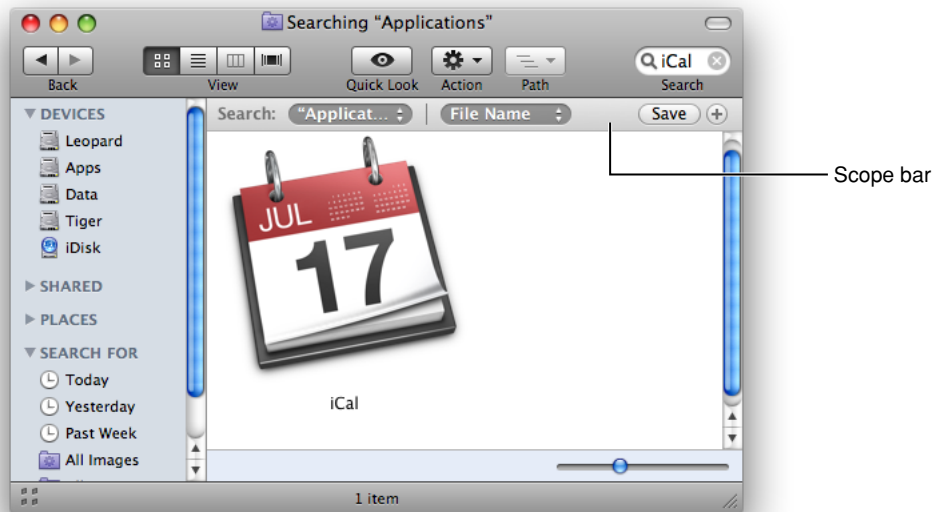 Searching “Applications”
iCal
Back
View
Quick Look
Action
Path
Search
DEVICES
Leopard
Apps
Data
Tiger
iDisk
SHARED
PLACES
SEARCH FOR
Today
Yesterday
Past Week
All Images
Search:
“Applicat...
File Name
Save
Scope bar
JUL
17
iCal
1 item